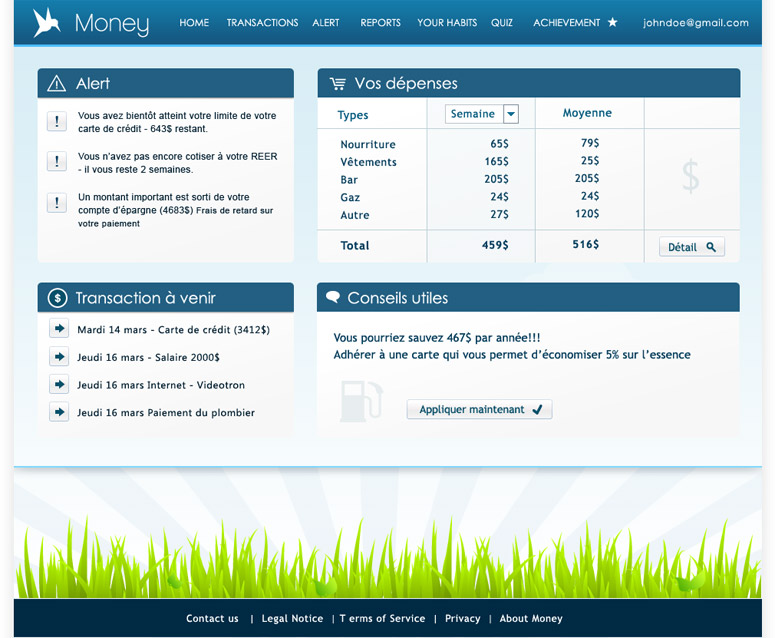 Money
HOME TRANSACTIONS ALERT REPORTS YOUR HABITS QUIZ ACHIEVEMENT johndoe@gmail.com
Alert
! Vous avez bientôt atteint votre limite de votre
carte de crédit - 643$ restant.
! Vous n'avez pas encore cotiser à votre REER
- il vous reste 2 semaines.
! Un montant important est sorti de votre
compte d'épargne (4683$) Frais de retard sur
votre paiement
Vos dépenses
Types Semaine Moyenne
Nourriture 65$ 79$
Vêtements 165$ 25$
Bar 205$ 205$
Gaz 24$ 24$
Autre 27$ 120$
$
Total 459$ 516$ Détail
$ Transaction à venir
Mardi 14 mars - Carte de crédit (3412$)
Jeudi 16 mars - Salaire 2000$
Jeudi 16 mars Internet - Videotron
Jeudi 16 mars Paiement du plombier
Conseils utiles
Vous pourriez sauvez 467$ par année!!!
Adhérer à une carte qui vous permet d'économiser 5% sur l'essence
Appliquer maintenant
Contact us | Legal Notice | T erms of Service | Privacy | About Money